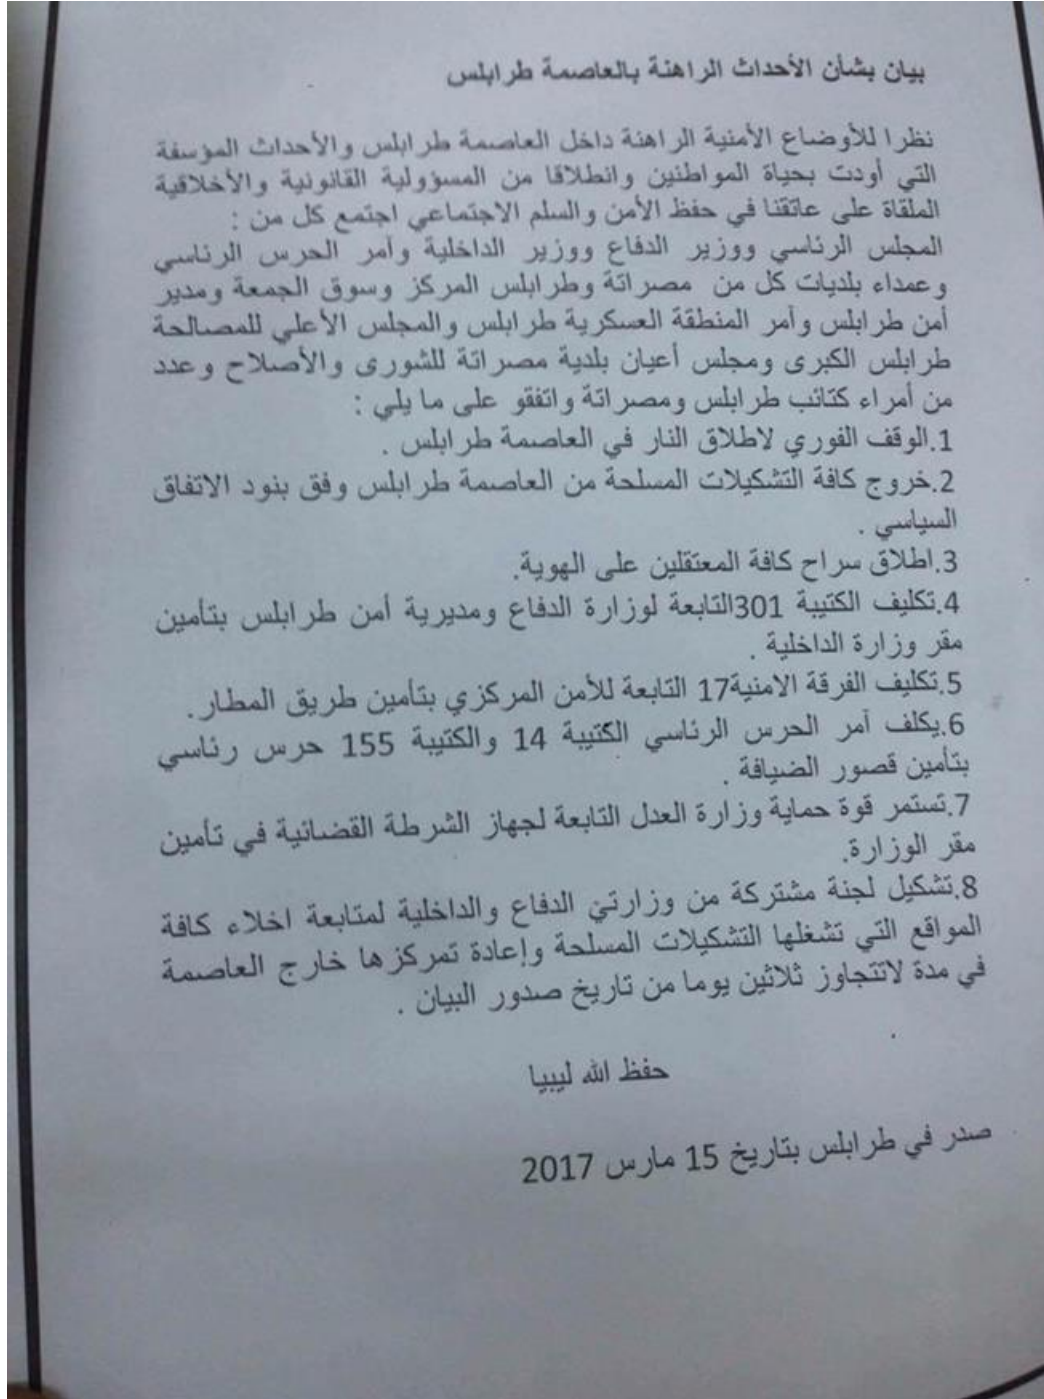 بيان بشأن الأحداث الراهنة بالعاصمة طرابلس
نظرا للأوضاع الأمنية الراهنة داخل العاصمة طرابلس والأحداث المؤسفة
التي أودت بحياة المواطنين وانطلاقا من المسؤولية القانونية والأخلاقية
الملقاة على عاتقنا في حفظ الأمن والسلم الاجتماعي اجتمع كل من :
المجلس الرئاسي ووزير الدفاع ووزير الداخلية وأمر الحرس الرئاسي
وعمداء بلديات كل من مصراتة وطرابلس المركز وسوق الجمعة ومدير
أمن طرابلس وأمر المنطقة العسكرية طرابلس والمجلس الأعلي للمصالحة
طرابلس الكبرى ومجلس أعيان بلدية مصراتة للشورى والأصلاح وعدد
من أمراء كتائب طرابلس ومصراتة واتفقو على ما يلي :
1.الوقف الفوري لاطلاق النار في العاصمة طرابلس .
2.خروج كافة التشكيلات المسلحة من العاصمة طرابلس وفق بنود الاتفاق
السياسي .
3.اطلاق سراح كافة المعتقلين على الهوية.
4.تكليف الكتيبة 301التابعة لوزارة الدفاع ومديرية أمن طرابلس بتأمين
مقر وزارة الداخلية .
5.تكليف الفرقة الامنية17 التابعة للأمن المركزي بتأمين طريق المطار.
6.يكلف آمر الحرس الرئاسي الكتيبة 14 والكتيبة 155 حرس رئاسي
بتأمين قصور الضيافة .
7.تستمر قوة حماية وزارة العدل التابعة لجهاز الشرطة القضائية في تأمين
مقر الوزارة.
8.تشكيل لجنة مشتركة من وزارتي الدفاع والداخلية لمتابعة اخلاء كافة
المواقع التي تشغلها التشكيلات المسلحة وإعادة تمركزها خارج العاصمة
في مدة لاتتجاوز ثلاثين يوما من تاريخ صدور البيان .
حفظ الله ليبيا
صدر في طرابلس بتاريخ 15 مارس 2017